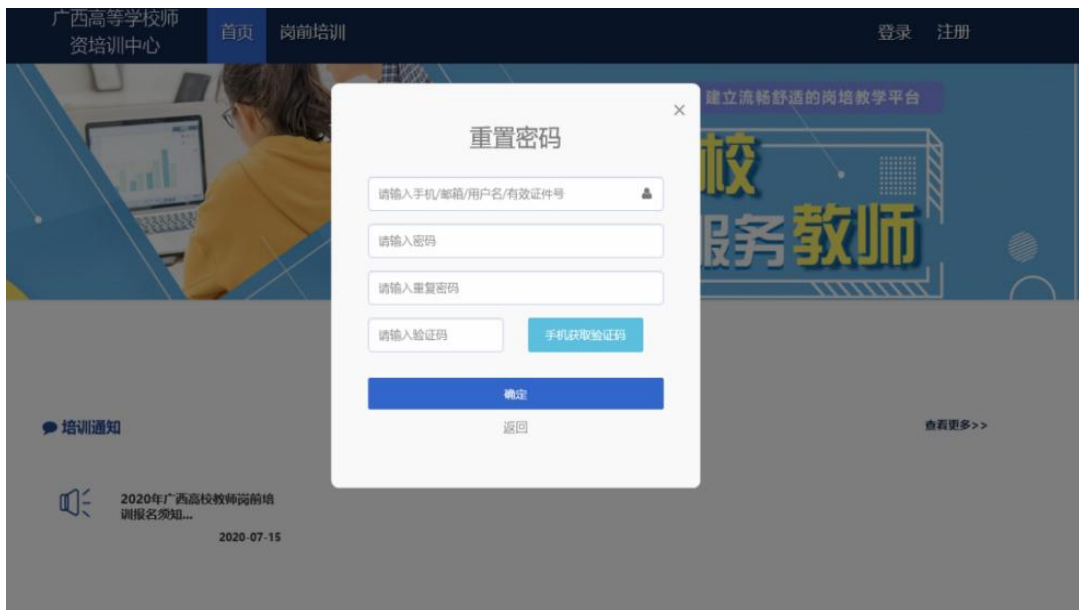 广西高等学校师
资培训中心
首页
岗前培训
登录
注册
建立流畅舒适的岗培教学平台
校
服务教师
×
重置密码
请输入手机/邮箱/用户名/有效证件号
请输入密码
请输入重复密码
请输入验证码
手机获取验证码
确定
返回
培训通知
查看更多>>
2020年广西高校教师岗前培
训报名须知...
2020-07-15